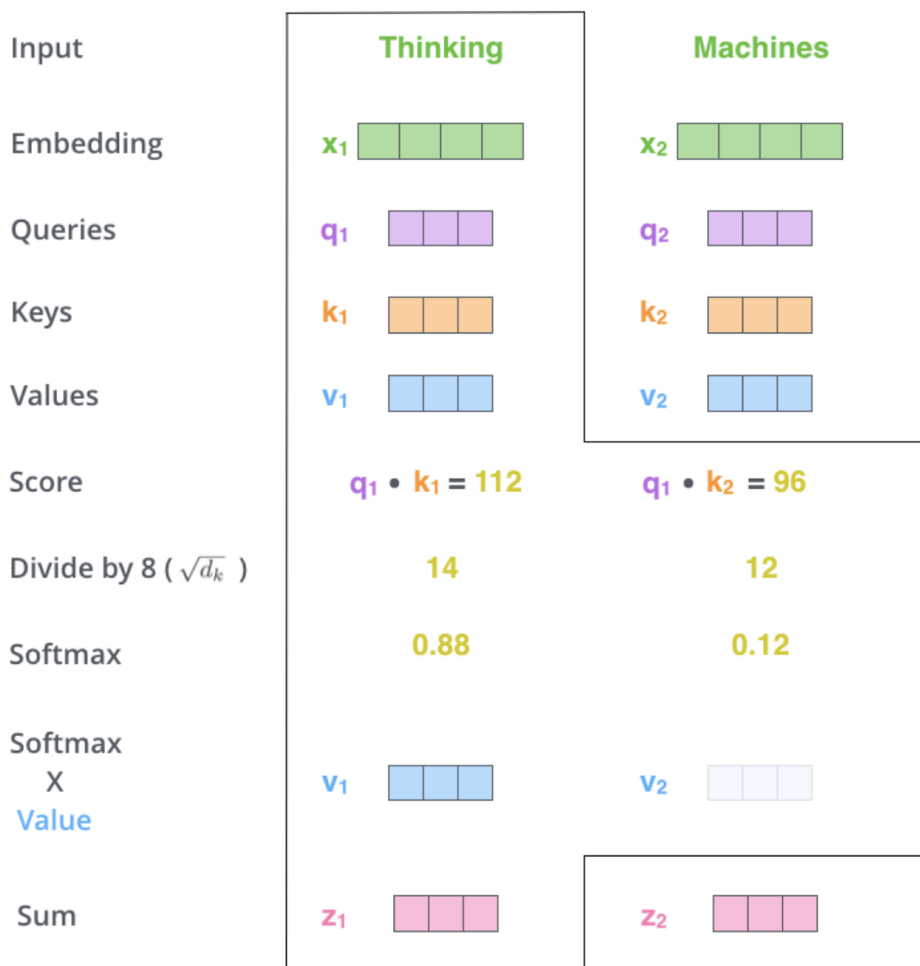 Input Thinking Machines
Embedding x₁ x₂
Queries q₁ q₂
Keys k₁ k₂
Values v₁ v₂
Score q₁ • k₁ = 112 q₁ • k₂ = 96
Divide by 8 ( √dₖ ) 14 12
Softmax 0.88 0.12
Softmax
X v₁ v₂
Value
Sum z₁ z₂